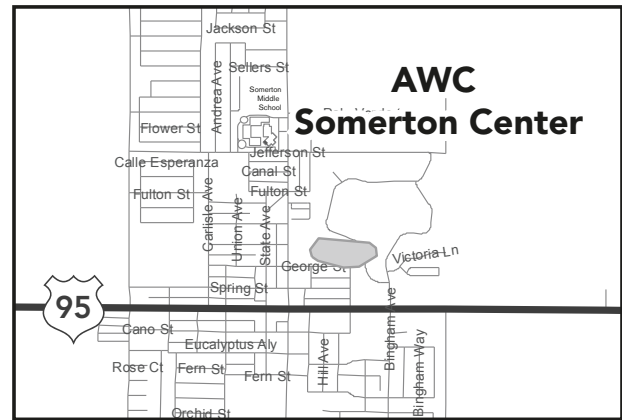 Jackson St
Sellers St
Andrea Ave
Somerton
Middle
School
AWC
Somerton Center
Flower St
Jefferson St
Calle Esperanza
Canal St
Fulton St
Fulton St
Carlisle Ave
Union Ave
State Ave
Victoria Ln
George St
Spring St
95
Bingham Ave
Cano St
Eucalyptus Aly
Hill Ave
Bingham Way
Rose Ct
Fern St
Fern St
Orchid St